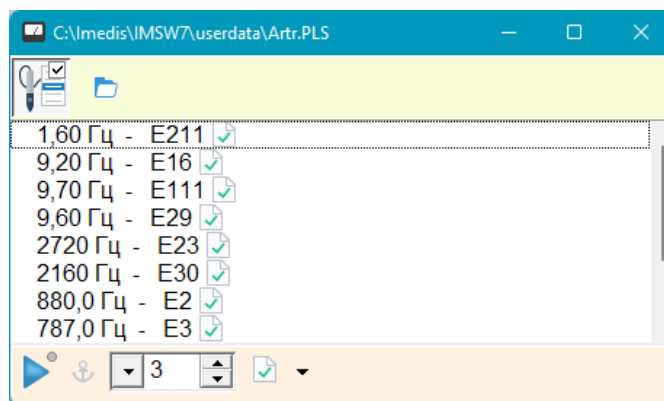 C:\Imedis\IMSW7\userdata\Artr.PLS
1,60 Гц - E211
9,20 Гц - E16
9,70 Гц - E111
9,60 Гц - E29
2720 Гц - E23
2160 Гц - E30
880,0 Гц - E2
787,0 Гц - E3
3